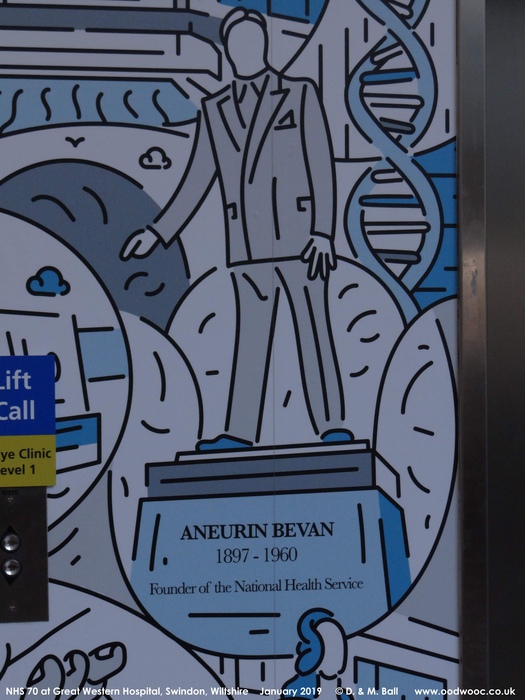 Lift
Call
ye Clinic
evel 1
ANEURIN BEVAN
1897 - 1960
Founder of the National Health Service
NHS 70 at Great Western Hospital, Swindon, Wiltshire January 2019 © D. & M. Ball www.oodwooc.co.uk